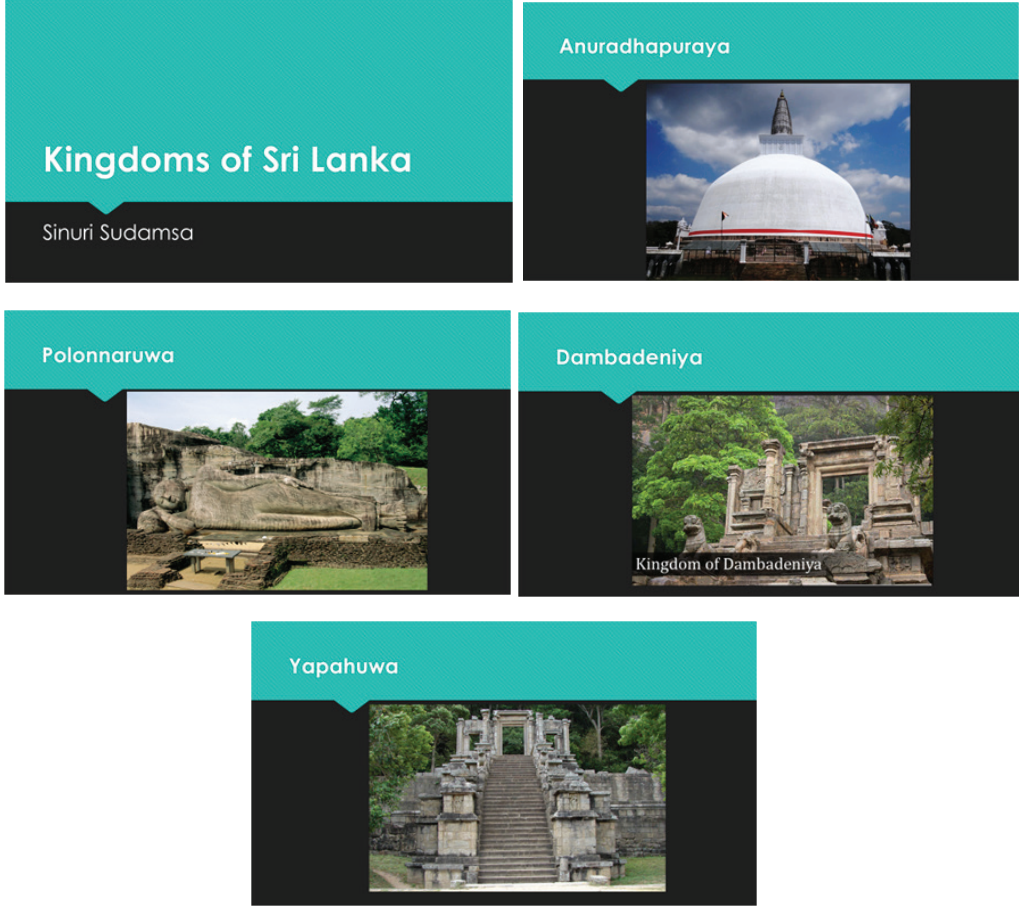 Kingdoms of Sri Lanka
Sinuri Sudamsa
Anuradhapuraya
Polonnaruwa
Dambadeniya
Kingdom of Dambadeniya
Yapahuwa